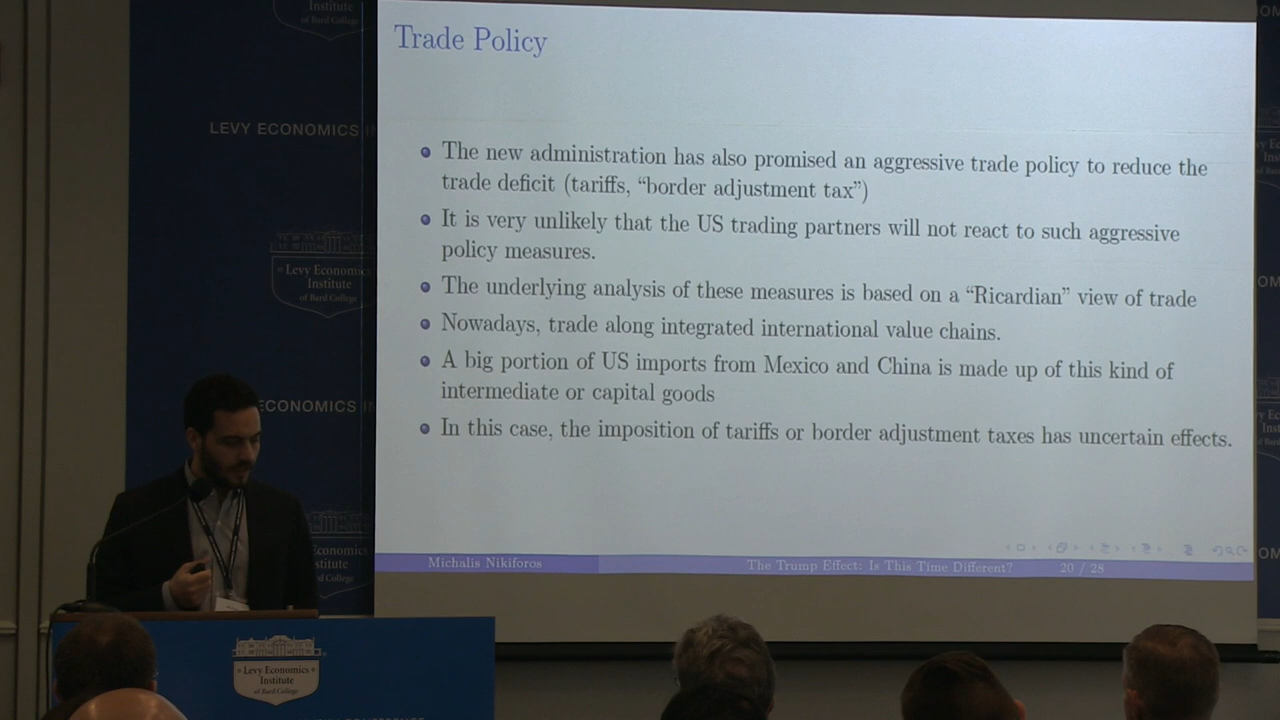 Institute
of Bard College
Trade Policy
LEVY ECONOMICS
The new administration has also promised an aggressive trade policy to reduce the
trade deficit (tariffs, “border adjustment tax”)
It is very unlikely that the US trading partners will not react to such aggressive
policy measures.
Levy Economics
Institute
of Bard College
The underlying analysis of these measures is based on a “Ricardian” view of trade
Nowadays, trade along integrated international value chains.
A big portion of US imports from Mexico and China is made up of this kind of
intermediate or capital goods
ECONOMICS
In this case, the imposition of tariffs or border adjustment taxes has uncertain effects.
Michalis Nikiforos
The Trump Effect: Is This Time Different?
20 / 28
Levy Economics
Institute
of Bard College